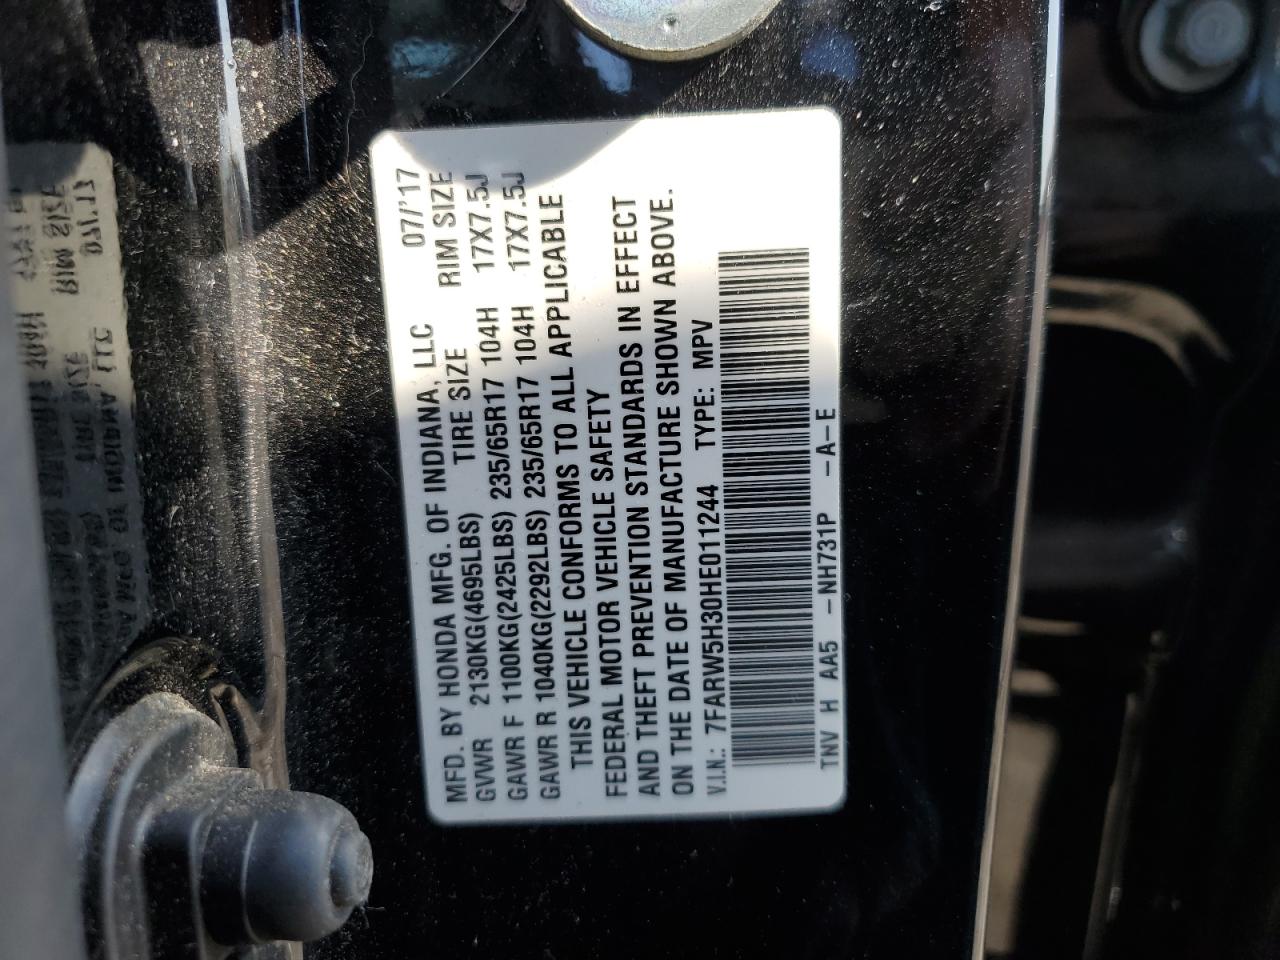 MFD. BY HONDA MFG. OF INDIANA, LLC 07/'17
GVWR 2130KG(4695LBS) TIRE SIZE RIM SIZE
GAWR F 1100KG(2425LBS) 235/65R17 104H 17X7.5J
GAWR R 1040KG(2292LBS) 235/65R17 104H 17X7.5J
THIS VEHICLE CONFORMS TO ALL APPLICABLE
FEDERAL MOTOR VEHICLE SAFETY
AND THEFT PREVENTION STANDARDS IN EFFECT
ON THE DATE OF MANUFACTURE SHOWN ABOVE.
V.I.N.: 7FARW5H30HE011244 TYPE: MPV
TNV H AA5 -NH731P -A-E